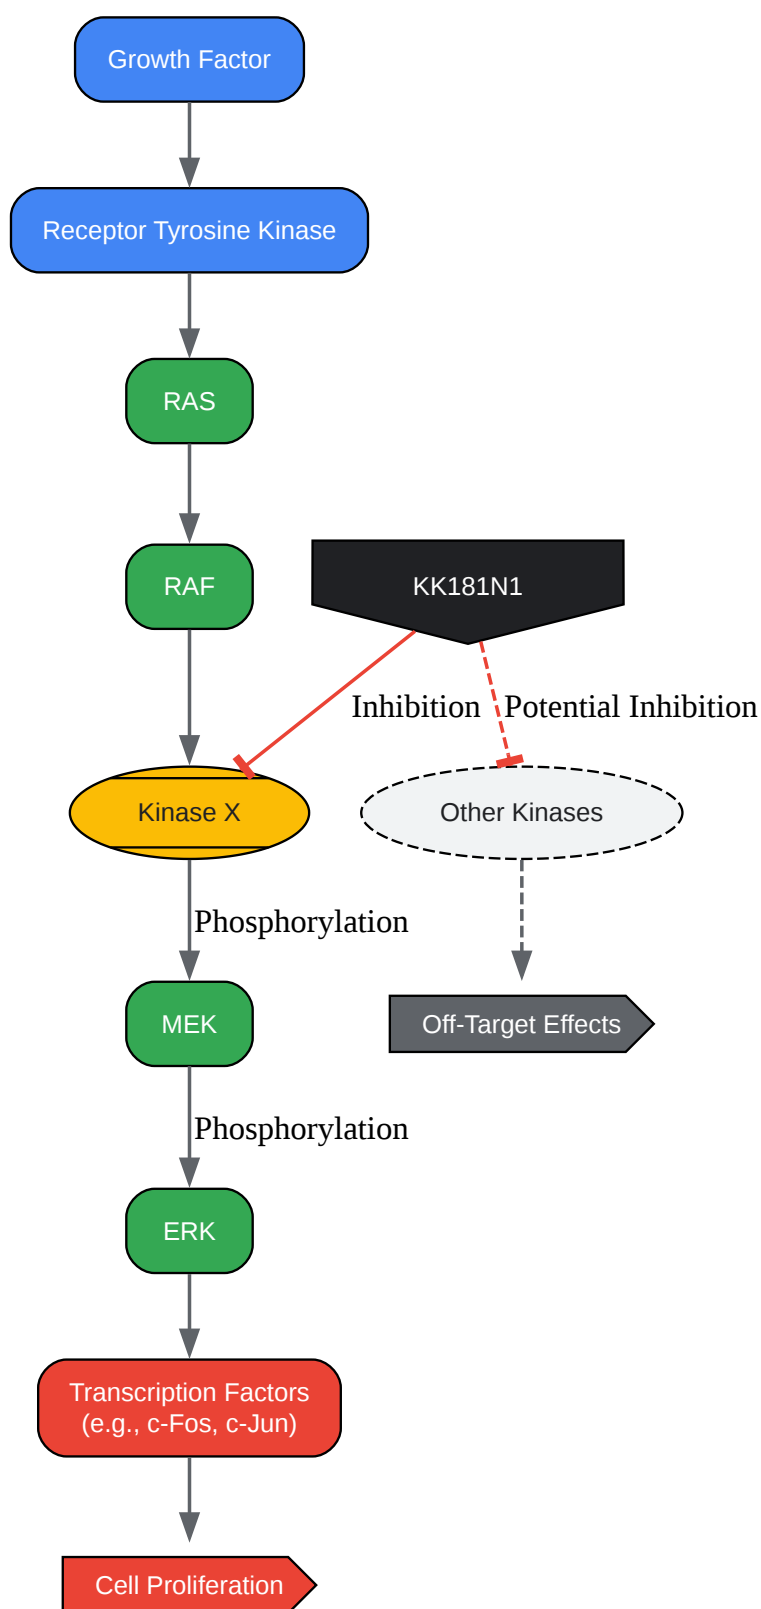 Growth Factor
Receptor Tyrosine Kinase
RAS
RAF
KK181N1
Inhibition
Potential Inhibition
Kinase X
Other Kinases
Phosphorylation
MEK
Off-Target Effects
Phosphorylation
ERK
Transcription Factors
(e.g., c-Fos, c-Jun)
Cell Proliferation